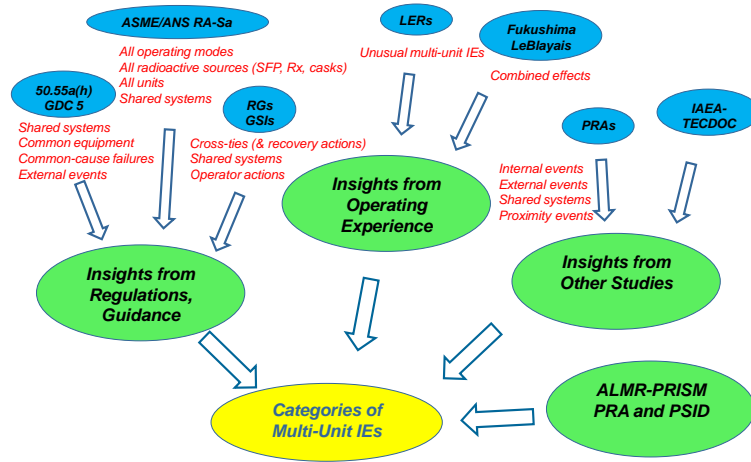 ASME/ANS RA-Sa
All operating modes
All radioactive sources (SFP, Rx, casks)
All units
Shared systems
50.55a(h)
GDC 5
Shared systems
Common equipment
Common-cause failures
External events
RGs
GSIs
Cross-ties (& recovery actions)
Shared systems
Operator actions
LERs
Unusual multi-unit IEs
Fukushima
LeBlayais
Combined effects
PRAs
Internal events
External events
Shared systems
Proximity events
IAEA-
TECDOC
Insights from
Regulations,
Guidance
Insights from
Operating
Experience
Insights from
Other Studies
ALMR-PRISM
PRA and PSID
Categories of
Multi-Unit IEs